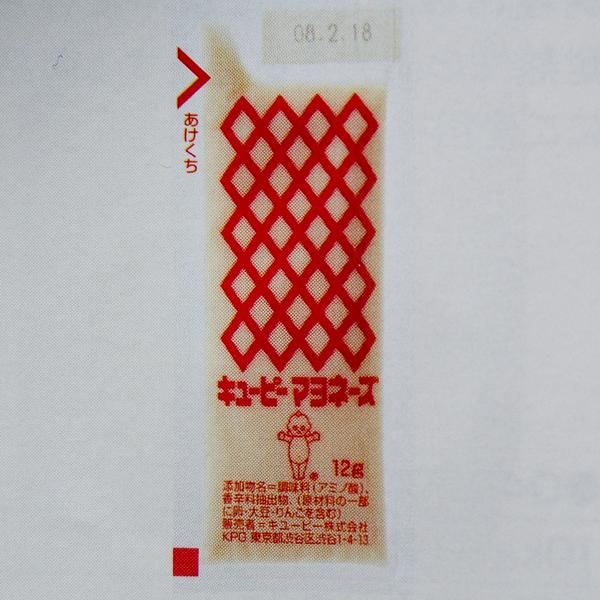 08.2.18
あけくち
キューピー マヨネーズ
® 12g
添加物名=調味料(アミノ酸)、
香辛料抽出物、(原材料の一部
に卵・大豆・りんごを含む)
販売者=キユーピー株式会社
KPG 東京都渋谷区渋谷1-4-13